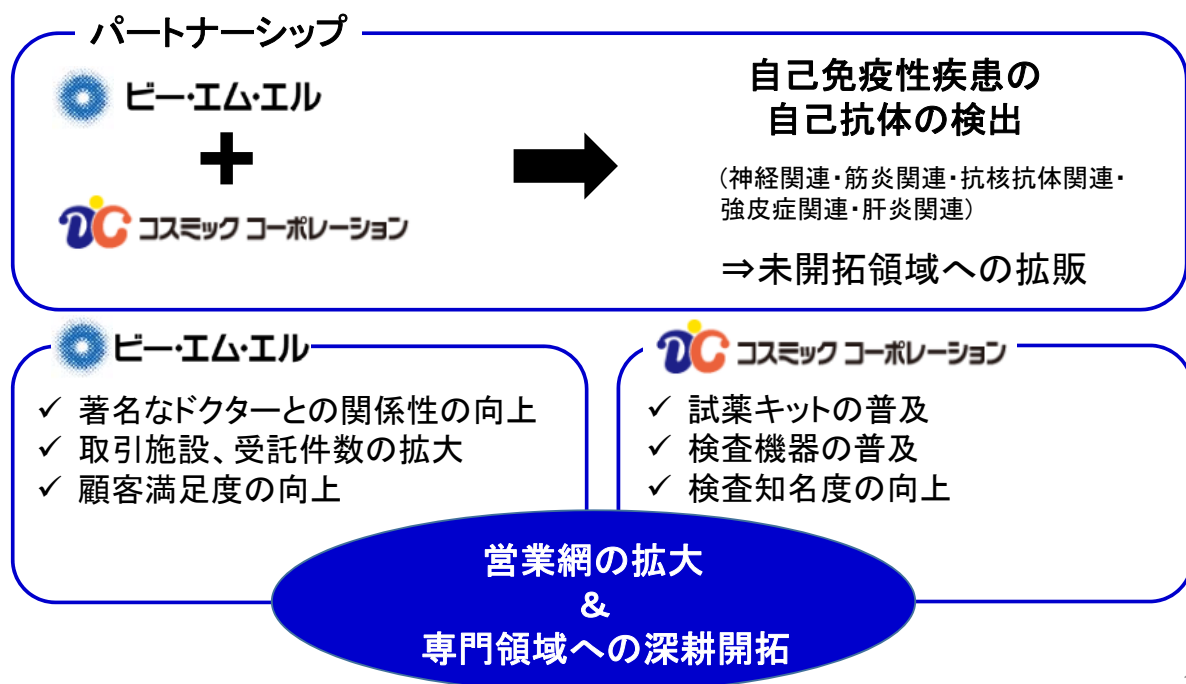 パートナーシップ
ビー・エム・エル
+
コスミック コーポレーション
自己免疫性疾患の
自己抗体の検出
(神経関連・筋炎関連・抗核抗体関連・
強皮症関連・肝炎関連)
⇒未開拓領域への拡販
ビー・エム・エル
✓ 著名なドクターとの関係性の向上
✓ 取引施設、受託件数の拡大
✓ 顧客満足度の向上
コスミック コーポレーション
✓ 試薬キットの普及
✓ 検査機器の普及
✓ 検査知名度の向上
営業網の拡大
&
専門領域への深耕開拓